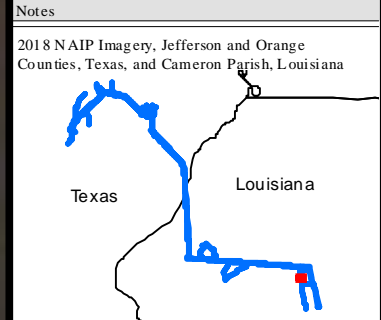 Notes
2018 NAIP Imagery, Jefferson and Orange
Counties, Texas, and Cameron Parish, Louisiana
Louisiana
Texas